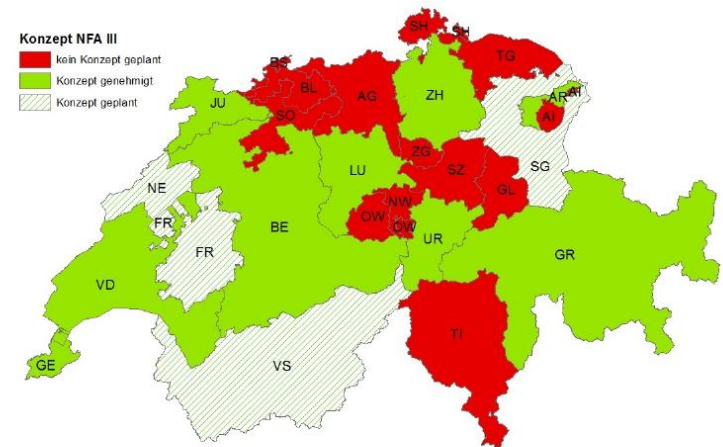 Konzept NFA III
kein Konzept geplant
Konzept genehmigt
Konzept geplant
SH
SH
TG
BS
BL
AG
ZH
JU
SO
AR
AI
AI
ZG
SZ
SG
LU
GL
NE
NW
OW
OW
FR
FR
BE
UR
GR
VD
TI
GE
VS